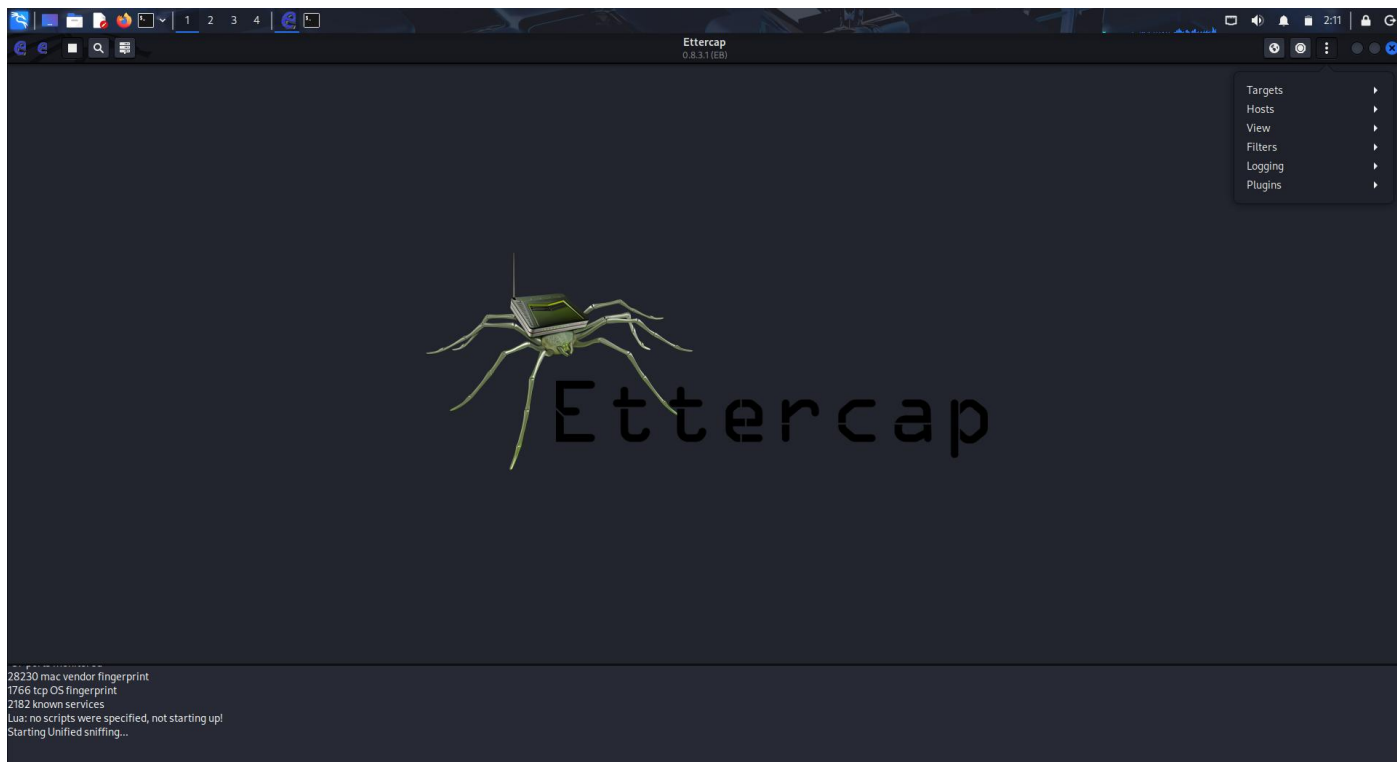 1 2 3 4
2:11
Ettercap
0.8.3.1 (EB)
Targets
Hosts
View
Filters
Logging
Plugins
Ettercap
28230 mac vendor fingerprint
1766 tcp OS fingerprint
2182 known services
Lua: no scripts were specified, not starting up!
Starting Unified sniffing...